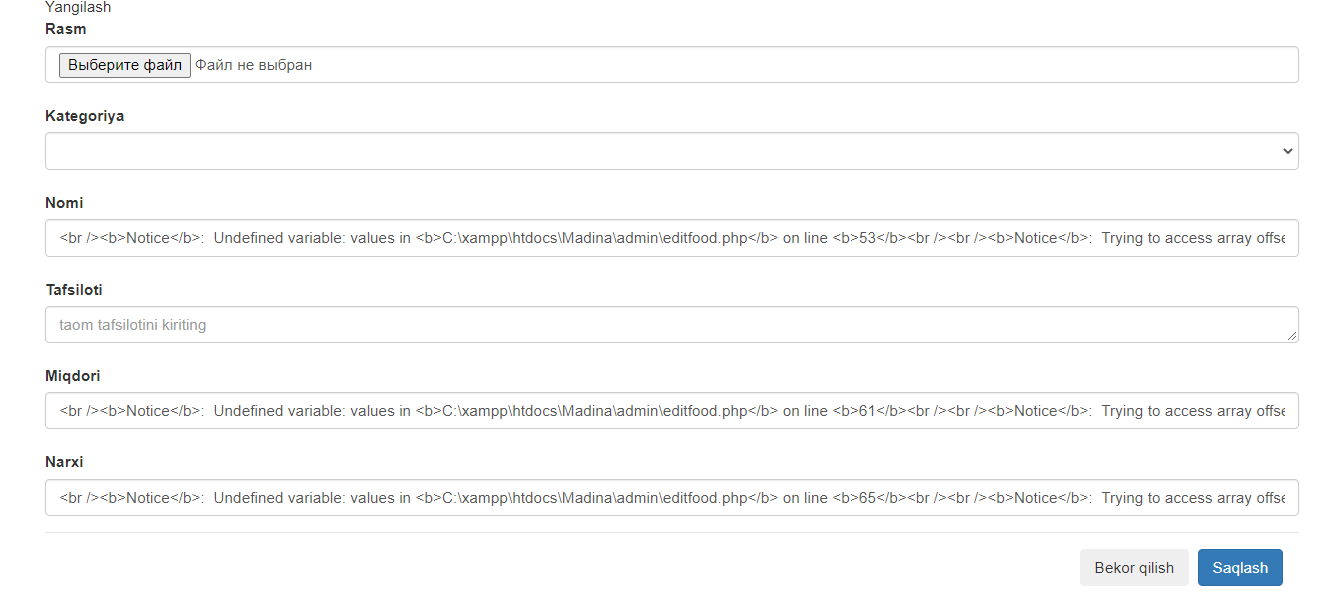 Yangilash
Rasm
Выберите файл Файл не выбран
Kategoriya
Nomi
<br /><b>Notice</b>:  Undefined variable: values in <b>C:\xampp\htdocs\Madina\admin\editfood.php</b> on line <b>53</b><br /><br /><b>Notice</b>:  Trying to access array offse
Tafsiloti
taom tafsilotini kiriting
Miqdori
<br /><b>Notice</b>:  Undefined variable: values in <b>C:\xampp\htdocs\Madina\admin\editfood.php</b> on line <b>61</b><br /><br /><b>Notice</b>:  Trying to access array offse
Narxi
<br /><b>Notice</b>:  Undefined variable: values in <b>C:\xampp\htdocs\Madina\admin\editfood.php</b> on line <b>65</b><br /><br /><b>Notice</b>:  Trying to access array offse
Bekor qilish Saqlash